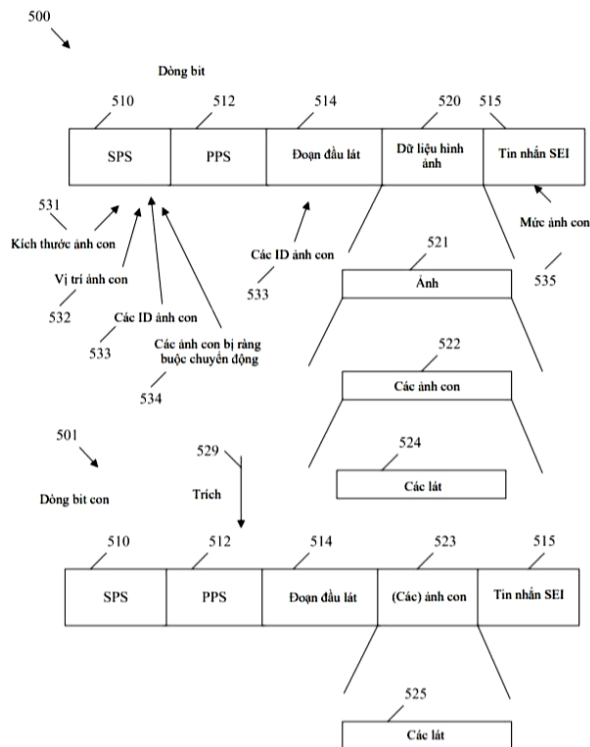 500
Dòng bit
510 512 514 520 515
SPS PPS Đoạn đầu lát Dữ liệu hình ảnh Tin nhắn SEI
531
Kích thước ảnh con
Vị trí ảnh con
532
Các ID ảnh con
533
Các ảnh con bị ràng
buộc chuyển động
534
Các ID ảnh con
533
Mức ảnh con
535
521
Ảnh
522
Các ảnh con
524
Các lát
501
Dòng bit con
529
Trích
510 512 514 523 515
SPS PPS Đoạn đầu lát (Các) ảnh con Tin nhắn SEI
525
Các lát